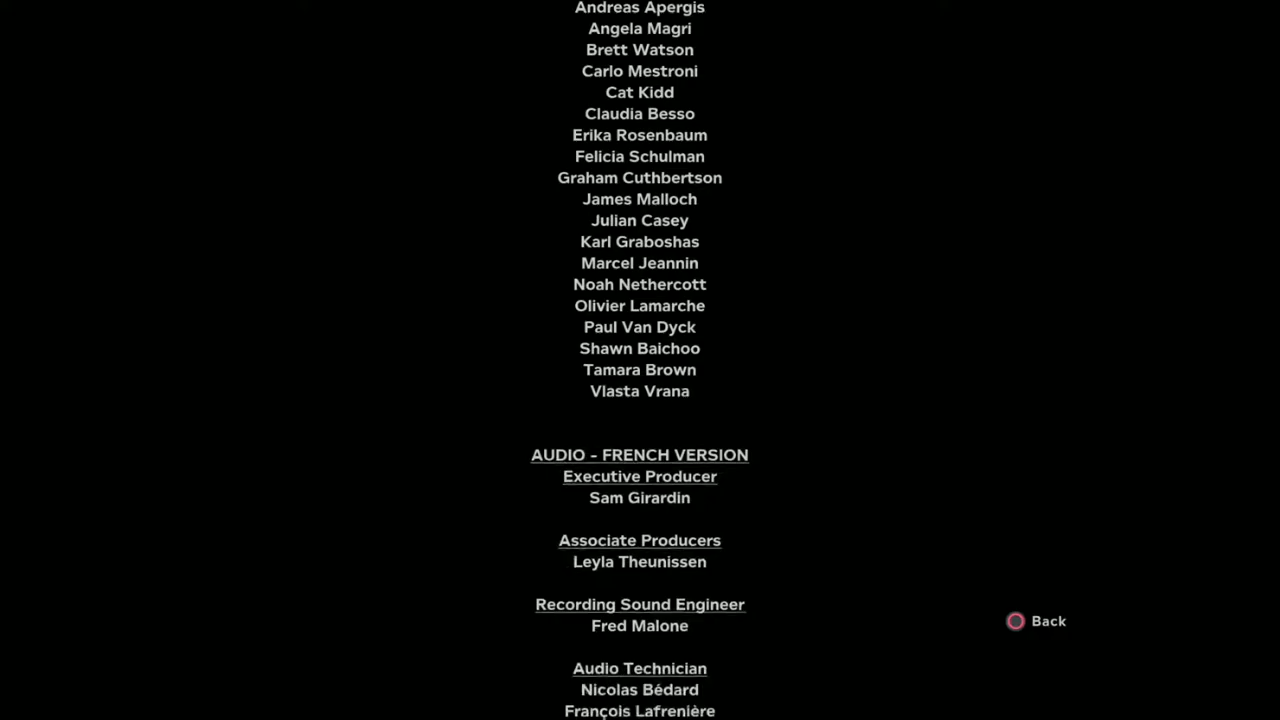 Andreas Apergis
Angela Magri
Brett Watson
Carlo Mestroni
Cat Kidd
Claudia Besso
Erika Rosenbaum
Felicia Schulman
Graham Cuthbertson
James Malloch
Julian Casey
Karl Graboshas
Marcel Jeannin
Noah Nethercott
Olivier Lamarche
Paul Van Dyck
Shawn Baichoo
Tamara Brown
Vlasta Vrana
AUDIO - FRENCH VERSION
Executive Producer
Sam Girardin
Associate Producers
Leyla Theunissen
Recording Sound Engineer
Fred Malone
Back
Audio Technician
Nicolas Bédard
François Lafrenière